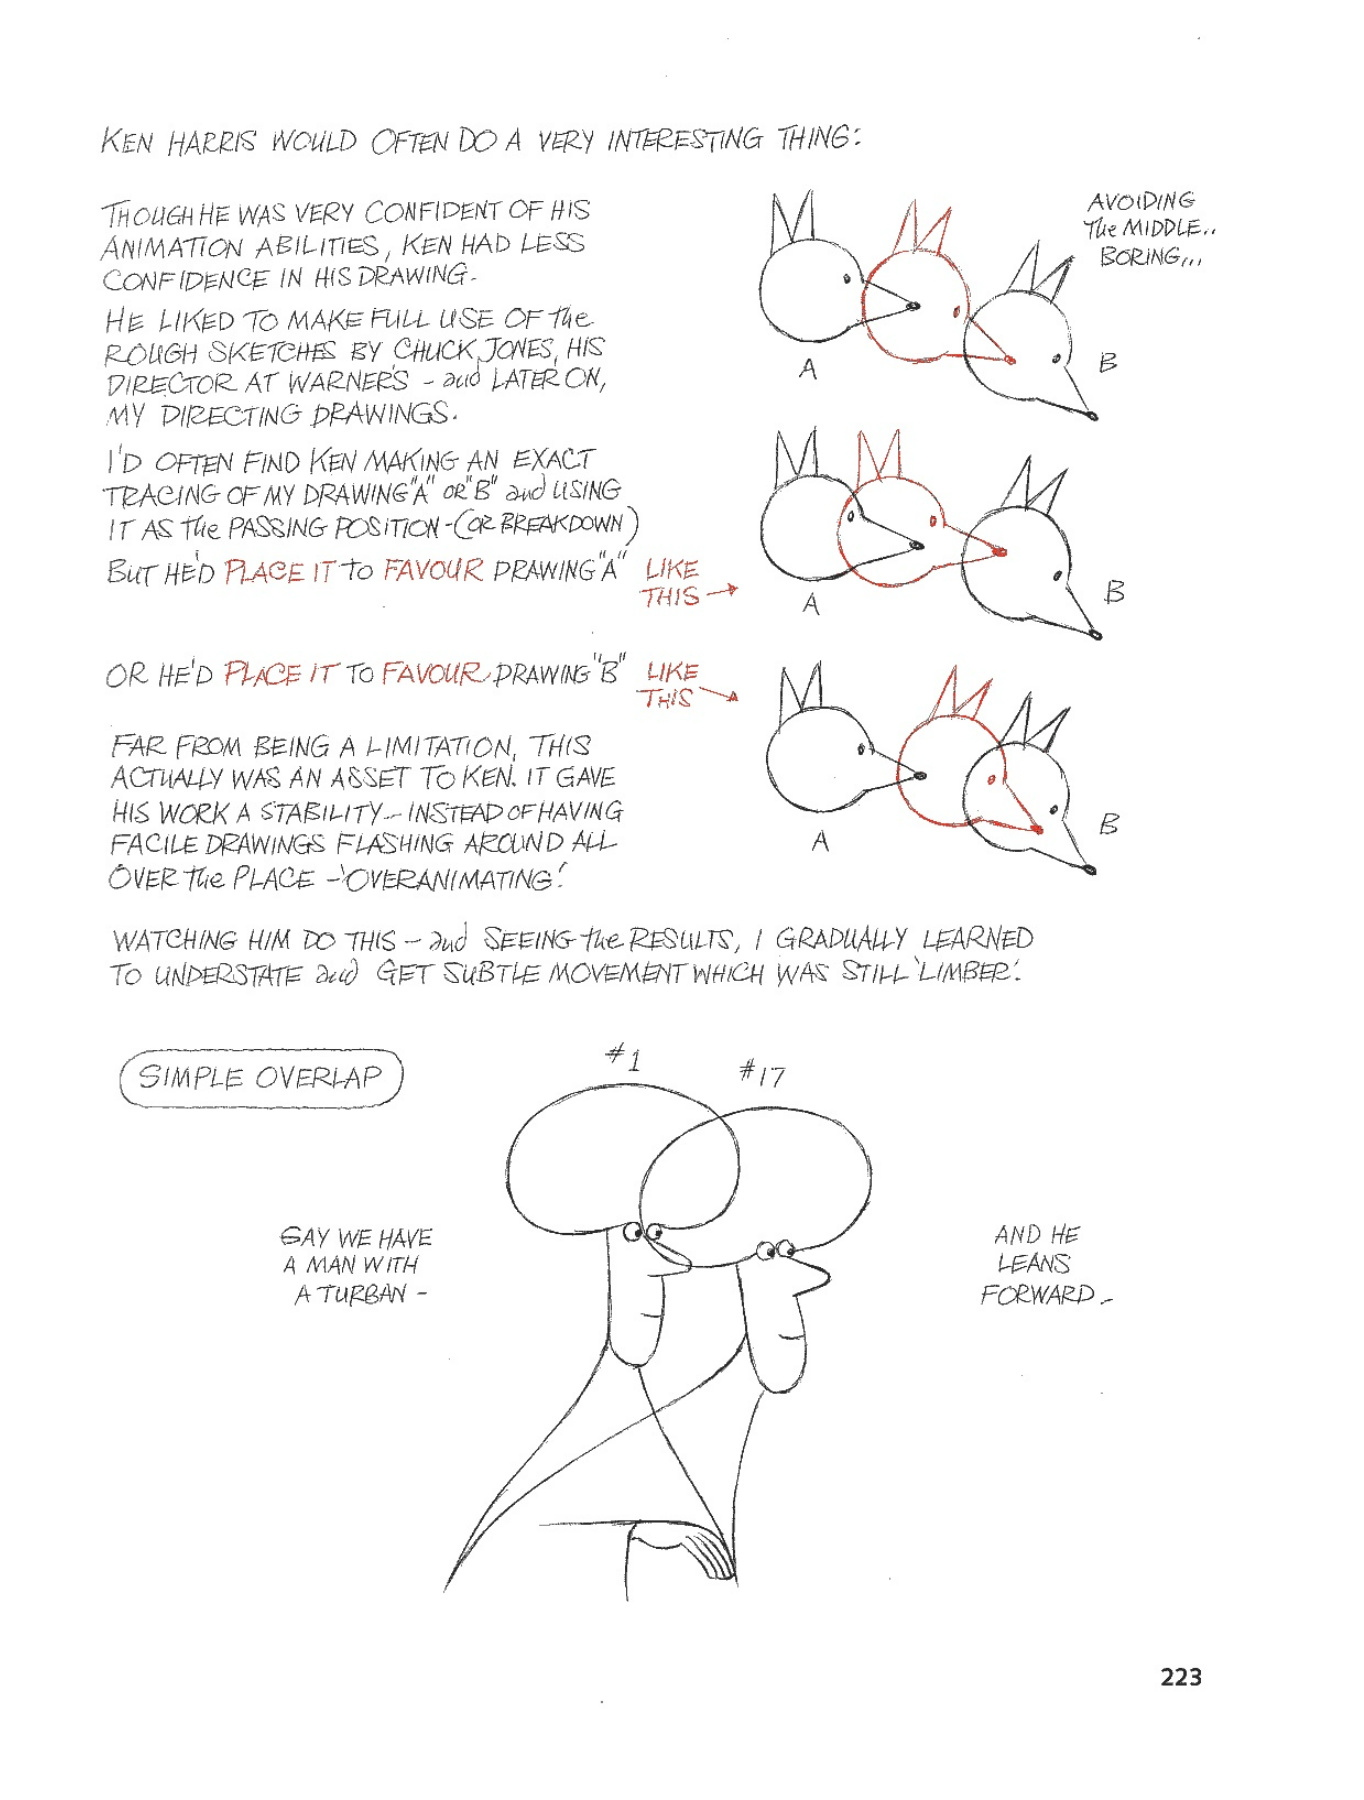 KEN HARRIS WOULD OFTEN DO A VERY INTERESTING THING:
THOUGH HE WAS VERY CONFIDENT OF HIS
ANIMATION ABILITIES, KEN HAD LESS
CONFIDENCE IN HIS DRAWING.
HE LIKED TO MAKE FULL USE OF The
ROUGH SKETCHES BY CHUCK JONES, HIS
DIRECTOR AT WARNER'S - and LATER ON,
MY DIRECTING DRAWINGS.
I'D OFTEN FIND KEN MAKING AN EXACT
TRACING OF MY DRAWING "A" OR "B" and USING
IT AS The PASSING POSITION - (OR BREAKDOWN)
BUT HE'D PLACE IT to FAVOUR DRAWING "A" LIKE
THIS →
OR HE'D PLACE IT TO FAVOUR DRAWING "B" LIKE
THIS →
FAR FROM BEING A LIMITATION, THIS
ACTUALLY WAS AN ASSET TO KEN. IT GAVE
HIS WORK A STABILITY - INSTEAD OF HAVING
FACILE DRAWINGS FLASHING AROUND ALL
OVER The PLACE - 'OVERANIMATING.'
AVOIDING
The MIDDLE..
BORING...
A
B
A
B
A
B
WATCHING HIM DO THIS - and SEEING the RESULTS, I GRADUALLY LEARNED
TO UNDERSTATE and GET SUBTLE MOVEMENT WHICH WAS STILL 'LIMBER'.
SIMPLE OVERLAP
#1
#17
SAY WE HAVE
A MAN WITH
A TURBAN -
AND HE
LEANS
FORWARD -
223